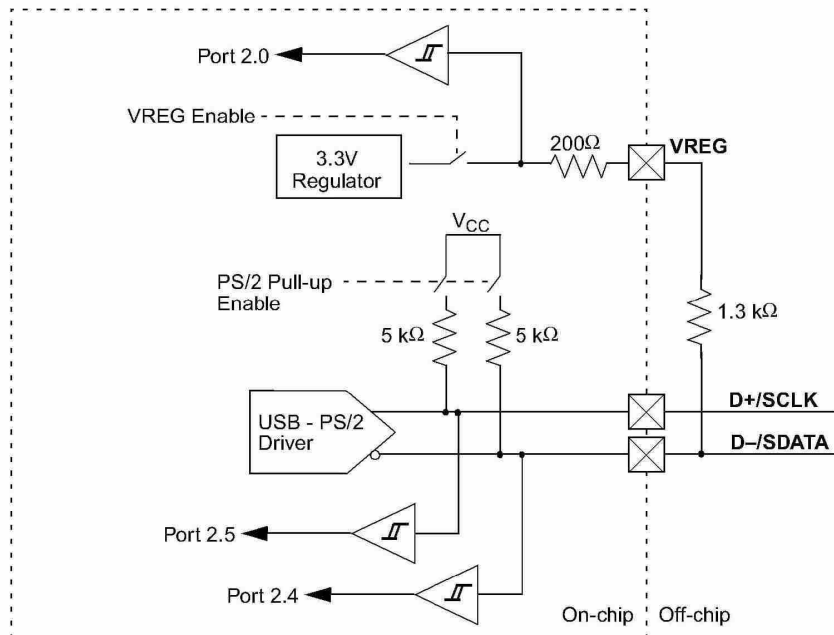 Port 2.0
VREG Enable
200Ω
VREG
3.3V
Regulator
VCC
PS/2 Pull-up
Enable
5 kΩ
5 kΩ
1.3 kΩ
D+/SCLK
USB - PS/2
Driver
D–/SDATA
Port 2.5
Port 2.4
On-chip
Off-chip